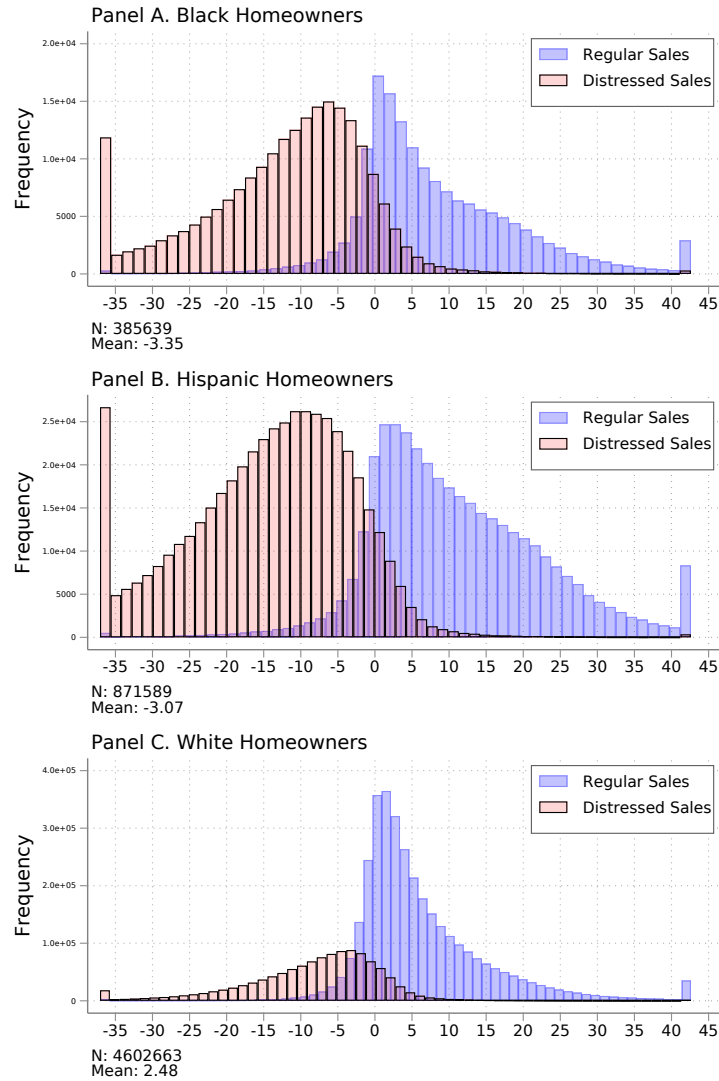 Panel A. Black Homeowners
Regular Sales
Distressed Sales
Frequency
2.0e+04
1.5e+04
1.0e+04
5000
0
-35 -30 -25 -20 -15 -10 -5 0 5 10 15 20 25 30 35 40 45
N: 385639
Mean: -3.35
Panel B. Hispanic Homeowners
Regular Sales
Distressed Sales
Frequency
2.5e+04
2.0e+04
1.5e+04
1.0e+04
5000
0
-35 -30 -25 -20 -15 -10 -5 0 5 10 15 20 25 30 35 40 45
N: 871589
Mean: -3.07
Panel C. White Homeowners
Regular Sales
Distressed Sales
Frequency
4.0e+05
3.0e+05
2.0e+05
1.0e+05
0
-35 -30 -25 -20 -15 -10 -5 0 5 10 15 20 25 30 35 40 45
N: 4602663
Mean: 2.48